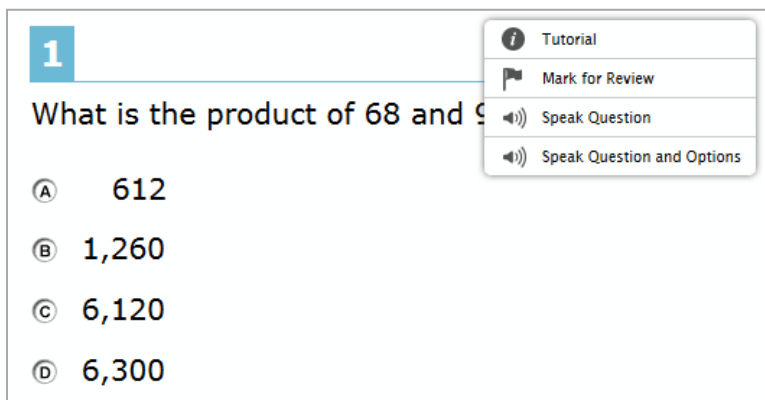 1
What is the product of 68 and
A 612
B 1,260
C 6,120
D 6,300
i Tutorial
Mark for Review
Speak Question
Speak Question and Options